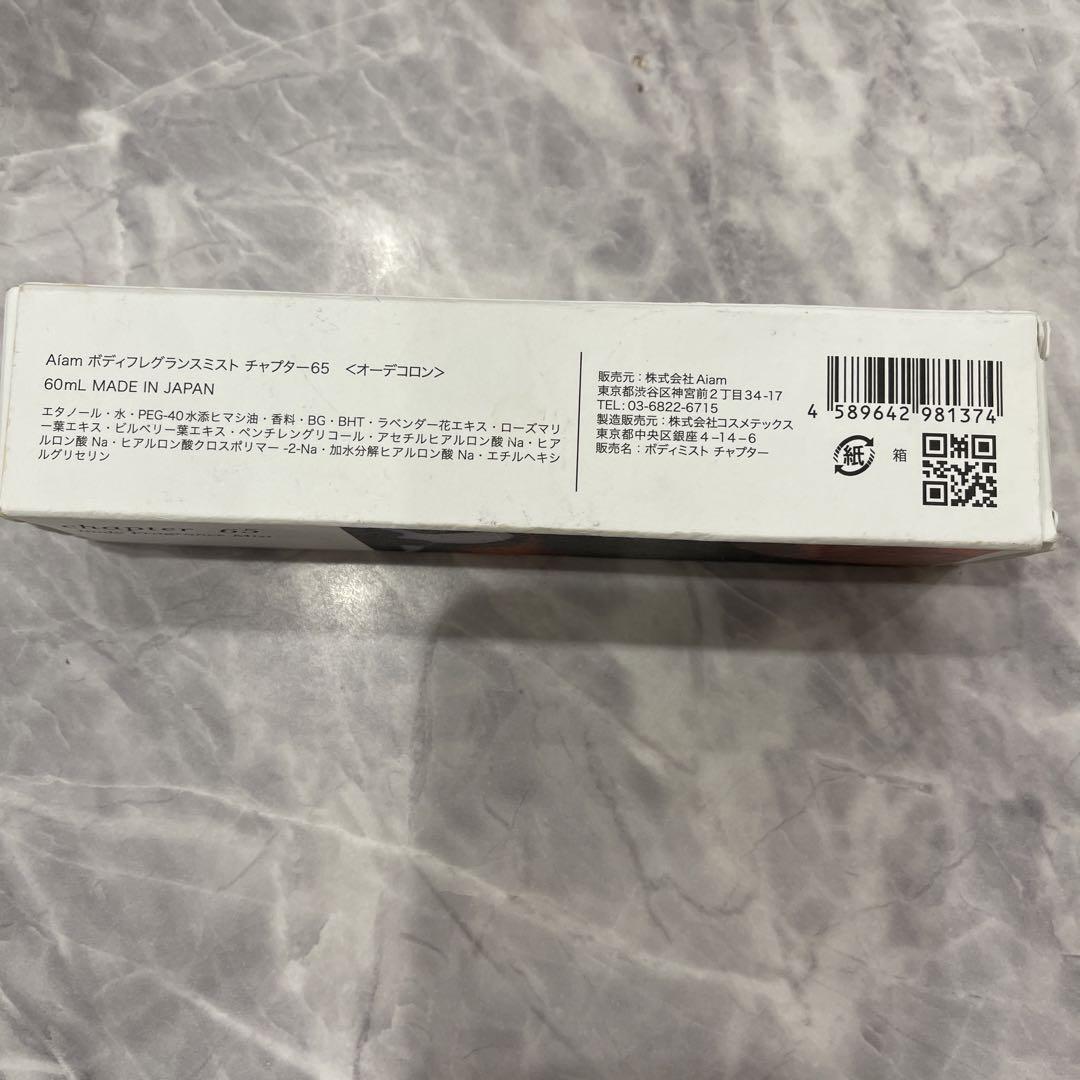 Aíam ボディフレグランスミスト チャプター65 <オーデコロン>
60mL MADE IN JAPAN
エタノール・水・PEG-40水添ヒマシ油・香料・BG・BHT・ラベンダー花エキス・ローズマリ
ー葉エキス・ビルベリー葉エキス・ペンチレングリコール・アセチルヒアルロン酸 Na・ヒア
ルロン酸 Na・ヒアルロン酸クロスポリマー -2-Na・加水分解ヒアルロン酸 Na・エチルヘキシ
ルグリセリン
販売元：株式会社Aiam
東京都渋谷区神宮前2丁目34-17
TEL: 03-6822-6715
製造販売元：株式会社コスメテックス
東京都中央区銀座4-14-6
販売名：ボディミスト チャプター
4 589642 981374
紙 箱
chapter 65
Body Fragrance Mist